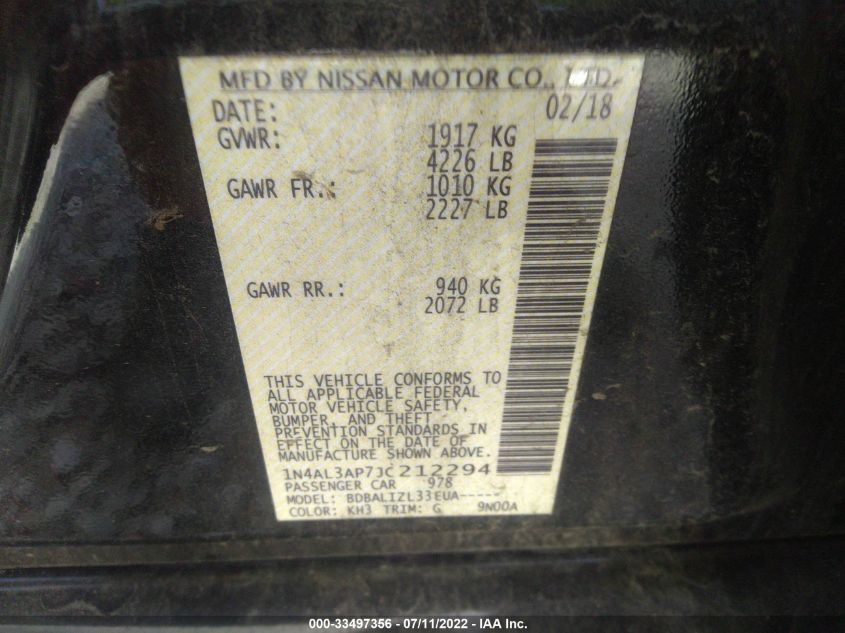 MFD BY NISSAN MOTOR CO., LTD.
DATE: 02/18
GVWR: 1917 KG
4226 LB
GAWR FR.: 1010 KG
2227 LB
GAWR RR.: 940 KG
2072 LB
THIS VEHICLE CONFORMS TO
ALL APPLICABLE FEDERAL
MOTOR VEHICLE SAFETY,
BUMPER, AND THEFT
PREVENTION STANDARDS IN
EFFECT ON THE DATE OF
MANUFACTURE SHOWN ABOVE.
1N4AL3AP7JC212294
PASSENGER CAR 978
MODEL: BDBALIZL33EUA-----
COLOR: KH3 TRIM: G 9N00A
000-33497356 / 07/11/2022 - IAA Inc.